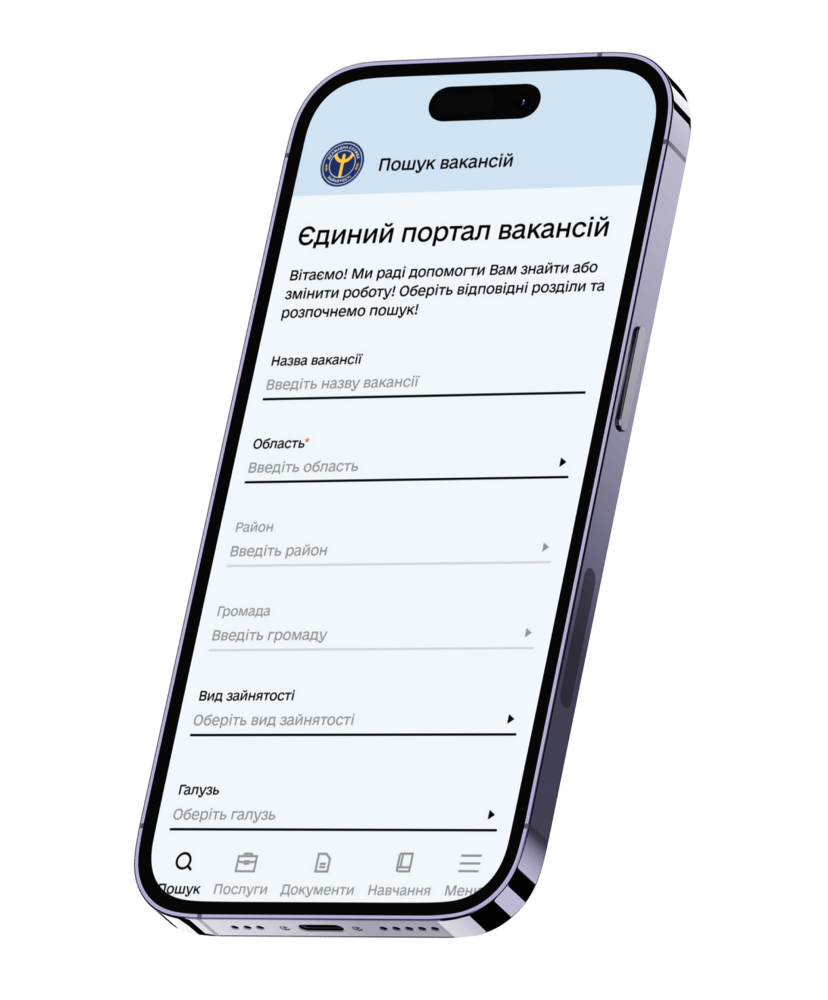 ДЕРЖАВНА СЛУЖБА
ЗАЙНЯТОСТІ
Пошук вакансій
Єдиний портал вакансій
Вітаємо! Ми раді допомогти Вам знайти або
змінити роботу! Оберіть відповідні розділи та
розпочнемо пошук!
Назва вакансії
Введіть назву вакансії
Область*
Введіть область
Район
Введіть район
Громада
Введіть громаду
Вид зайнятості
Оберіть вид зайнятості
Галузь
Оберіть галузь
Пошук Послуги Документи Навчання Меню